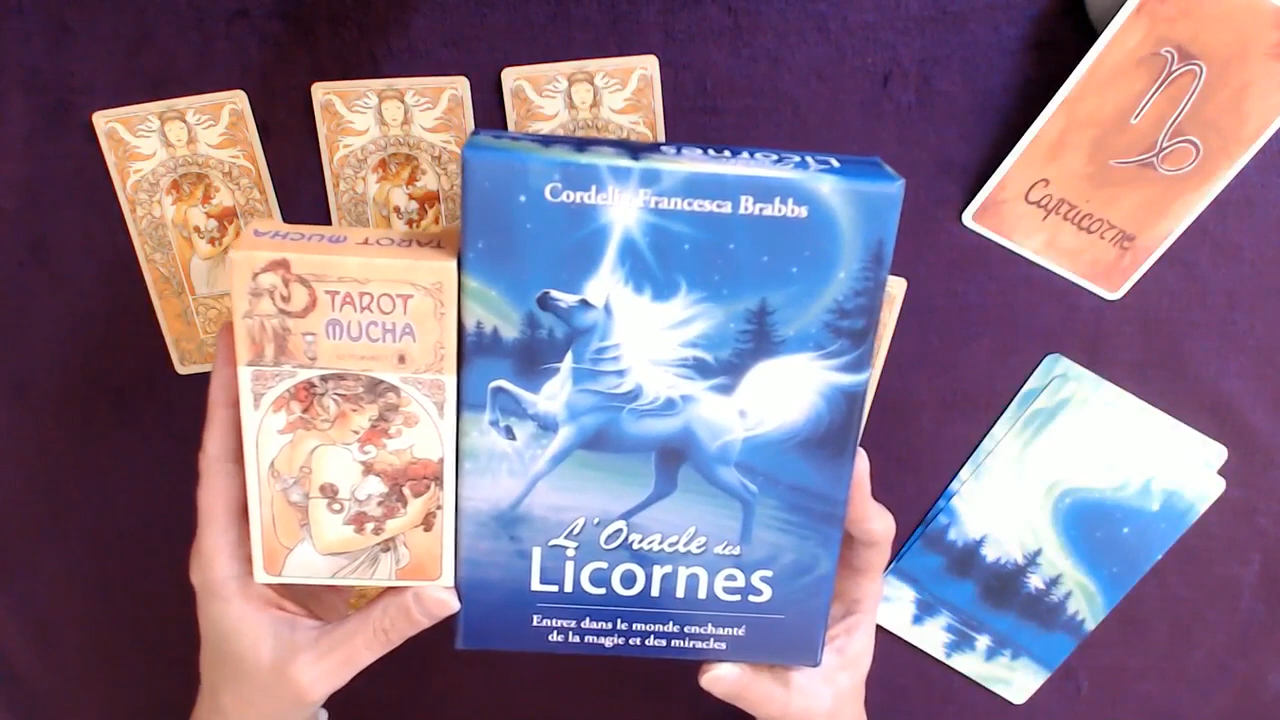 Licornes
Cordelia Francesca Brabbs
TAROT MUCHA
TAROT
MUCHA
L'Oracle des
Licornes
Entrez dans le monde enchanté
de la magie et des miracles
Capricorne